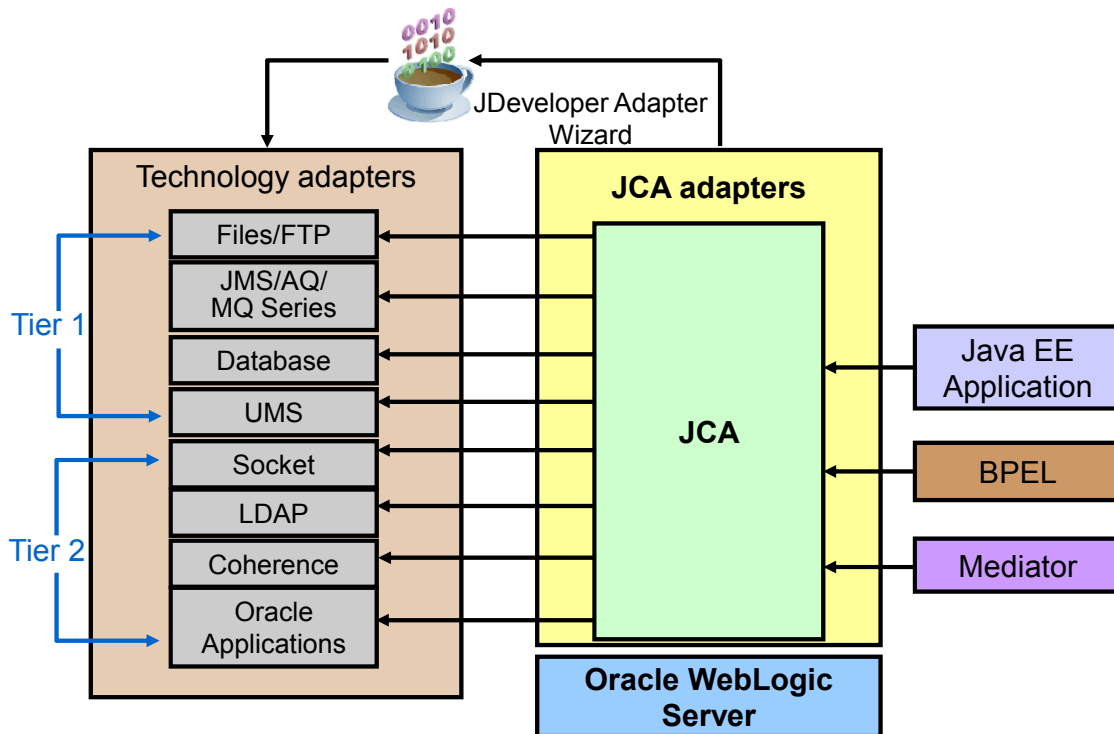 0010
1010
0100
JDeveloper Adapter
Wizard
Technology adapters
Files/FTP
JMS/AQ/
MQ Series
Database
UMS
Socket
LDAP
Coherence
Oracle
Applications
Tier 1
Tier 2
JCA adapters
JCA
Oracle WebLogic
Server
Java EE
Application
BPEL
Mediator